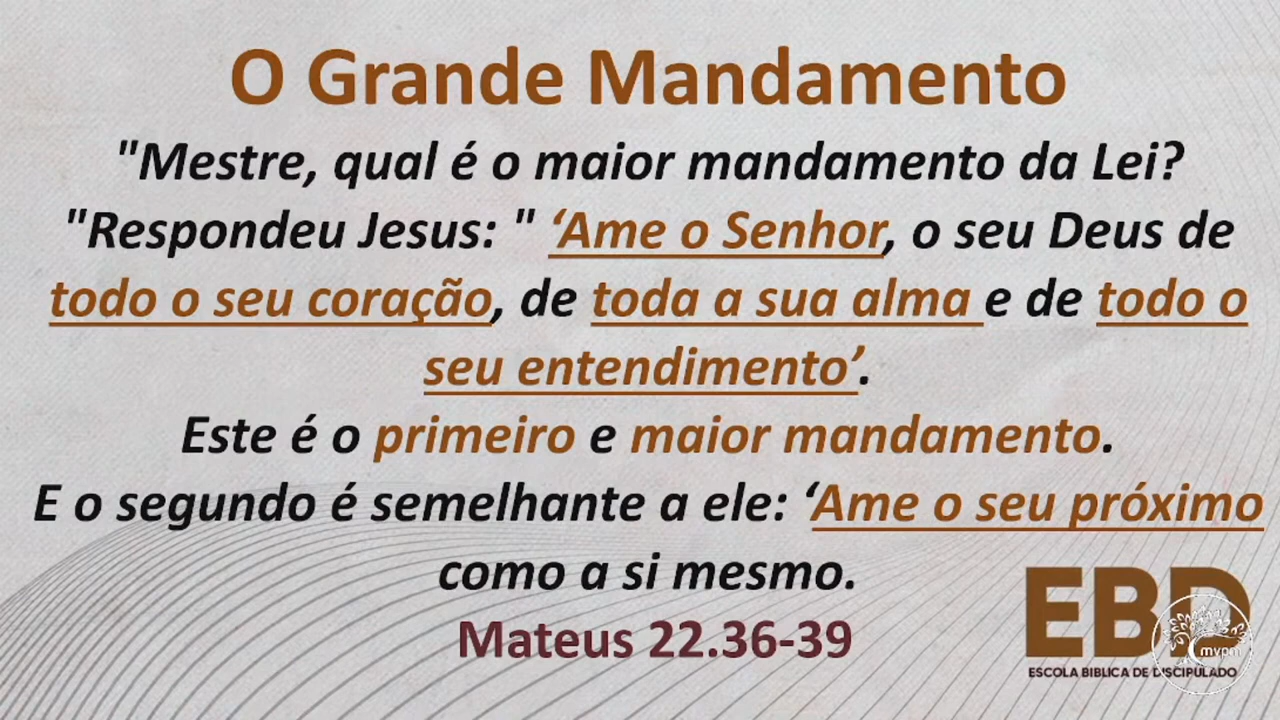 O Grande Mandamento
"Mestre, qual é o maior mandamento da Lei?
"Respondeu Jesus: " ‘Ame o Senhor, o seu Deus de
todo o seu coração, de toda a sua alma e de todo o
seu entendimento’.
Este é o primeiro e maior mandamento.
E o segundo é semelhante a ele: ‘Ame o seu próximo
como a si mesmo.
Mateus 22.36-39
EBD
mvpm
ESCOLA BIBLICA DE DISCIPULADO